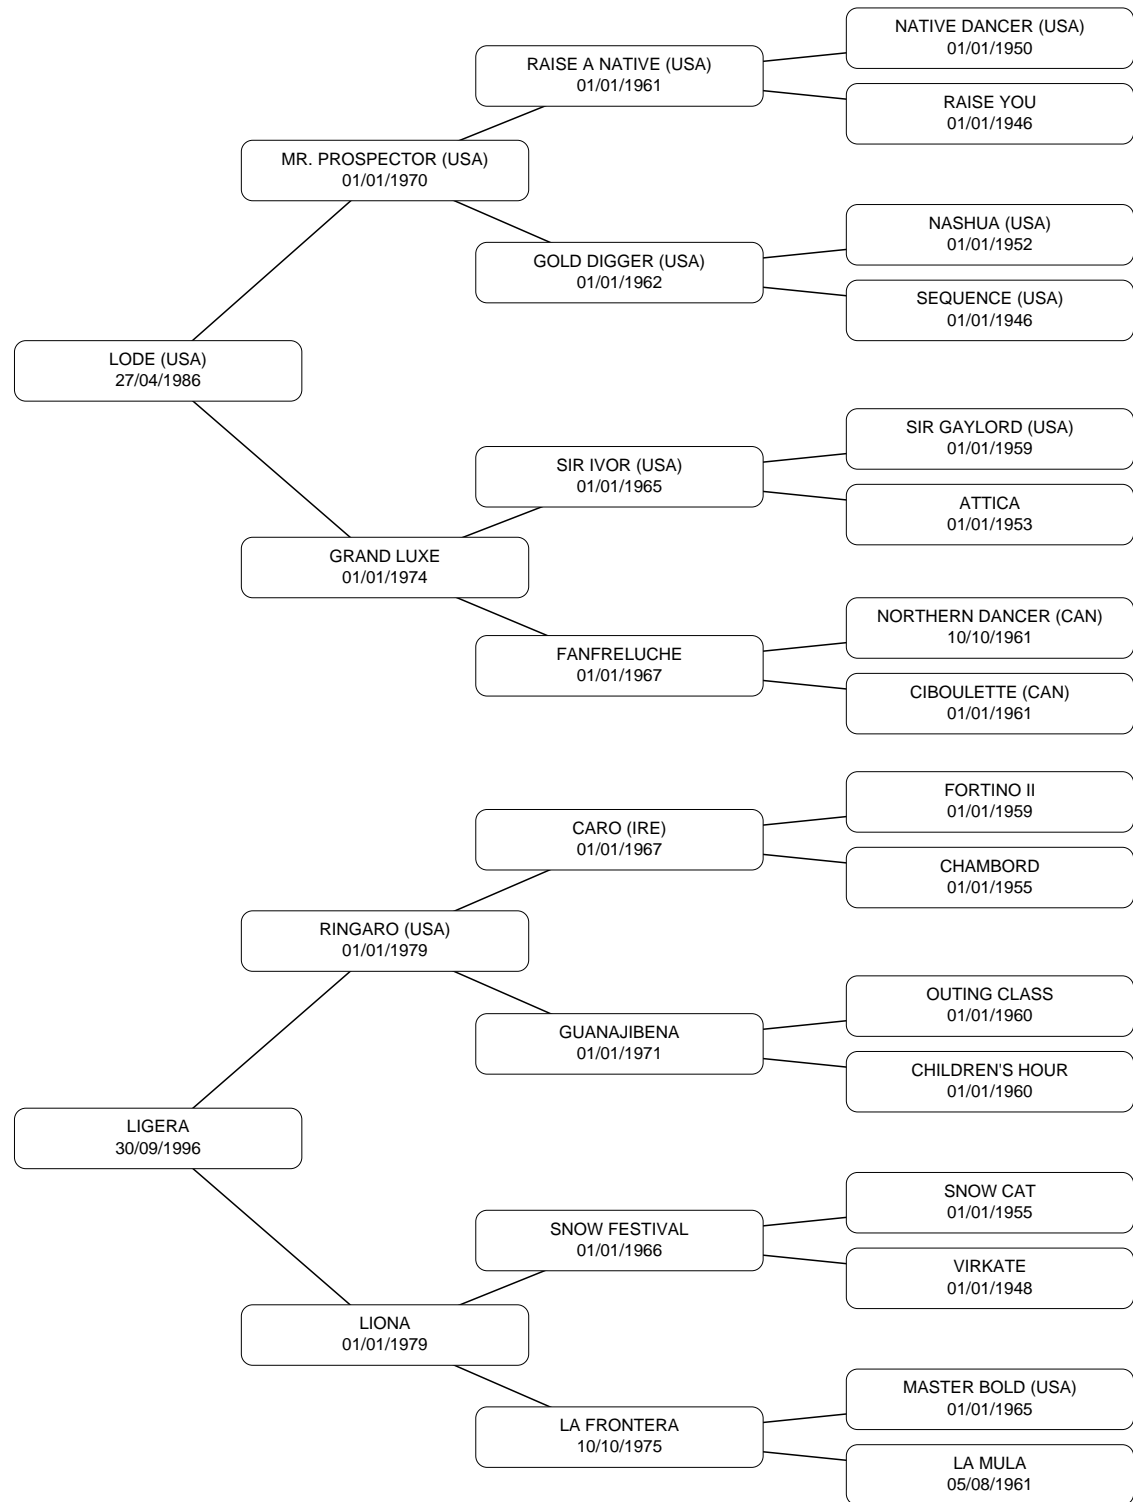 NATIVE DANCER (USA)
01/01/1950
RAISE A NATIVE (USA)
01/01/1961
RAISE YOU
01/01/1946
MR. PROSPECTOR (USA)
01/01/1970
NASHUA (USA)
01/01/1952
GOLD DIGGER (USA)
01/01/1962
SEQUENCE (USA)
01/01/1946
LODE (USA)
27/04/1986
SIR GAYLORD (USA)
01/01/1959
SIR IVOR (USA)
01/01/1965
ATTICA
01/01/1953
GRAND LUXE
01/01/1974
NORTHERN DANCER (CAN)
10/10/1961
FANFRELUCHE
01/01/1967
CIBOULETTE (CAN)
01/01/1961
FORTINO II
01/01/1959
CARO (IRE)
01/01/1967
CHAMBORD
01/01/1955
RINGARO (USA)
01/01/1979
OUTING CLASS
01/01/1960
GUANAJIBENA
01/01/1971
CHILDREN'S HOUR
01/01/1960
LIGERA
30/09/1996
SNOW CAT
01/01/1955
SNOW FESTIVAL
01/01/1966
VIRKATE
01/01/1948
LIONA
01/01/1979
MASTER BOLD (USA)
01/01/1965
LA FRONTERA
10/10/1975
LA MULA
05/08/1961